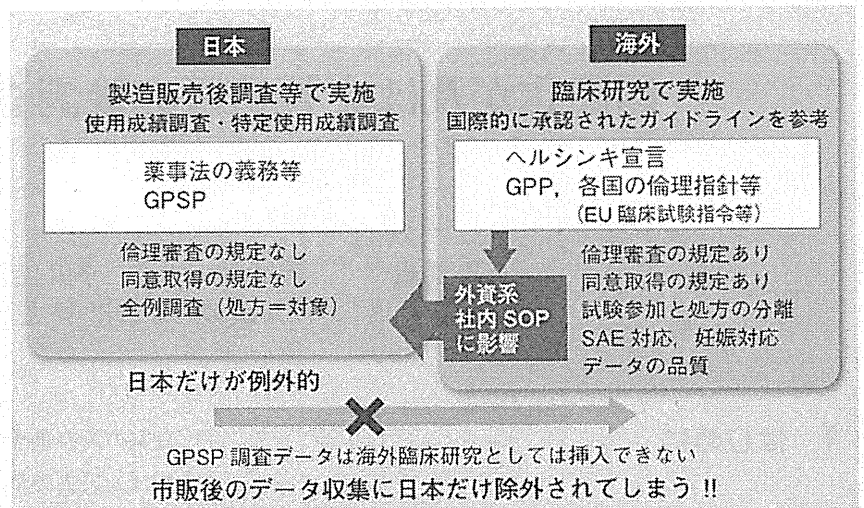 日本
製造販売後調査等で実施
使用成績調査・特定使用成績調査
薬事法の義務等
GPSP
倫理審査の規定なし
同意取得の規定なし
全例調査（処方＝対象）
海外
臨床研究で実施
国際的に承認されたガイドラインを参考
ヘルシンキ宣言
GPP，各国の倫理指針等
（EU 臨床試験指令等）
外資系
社内 SOP
に影響
倫理審査の規定あり
同意取得の規定あり
試験参加と処方の分離
SAE 対応，妊娠対応
データの品質
日本だけが例外的
GPSP 調査データは海外臨床研究としては挿入できない
市販後のデータ収集に日本だけ除外されてしまう !!